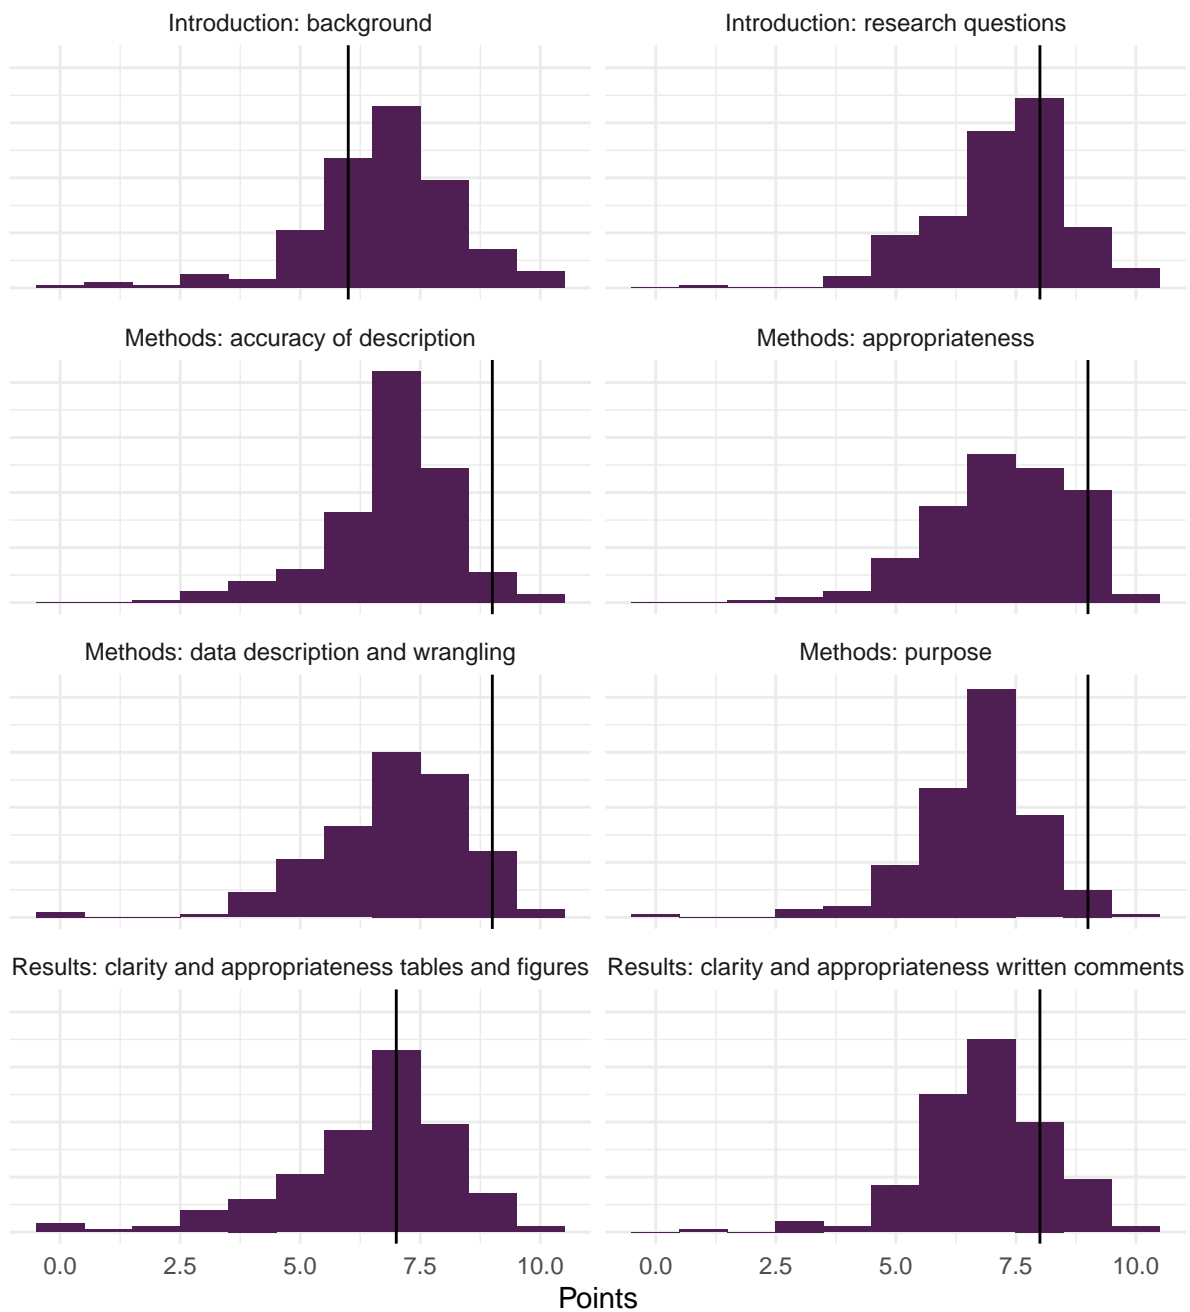 Introduction: background
Introduction: research questions
Methods: accuracy of description
Methods: appropriateness
Methods: data description and wrangling
Methods: purpose
Results: clarity and appropriateness tables and figures
Results: clarity and appropriateness written comments
0.0 2.5 5.0 7.5 10.0
0.0 2.5 5.0 7.5 10.0
Points